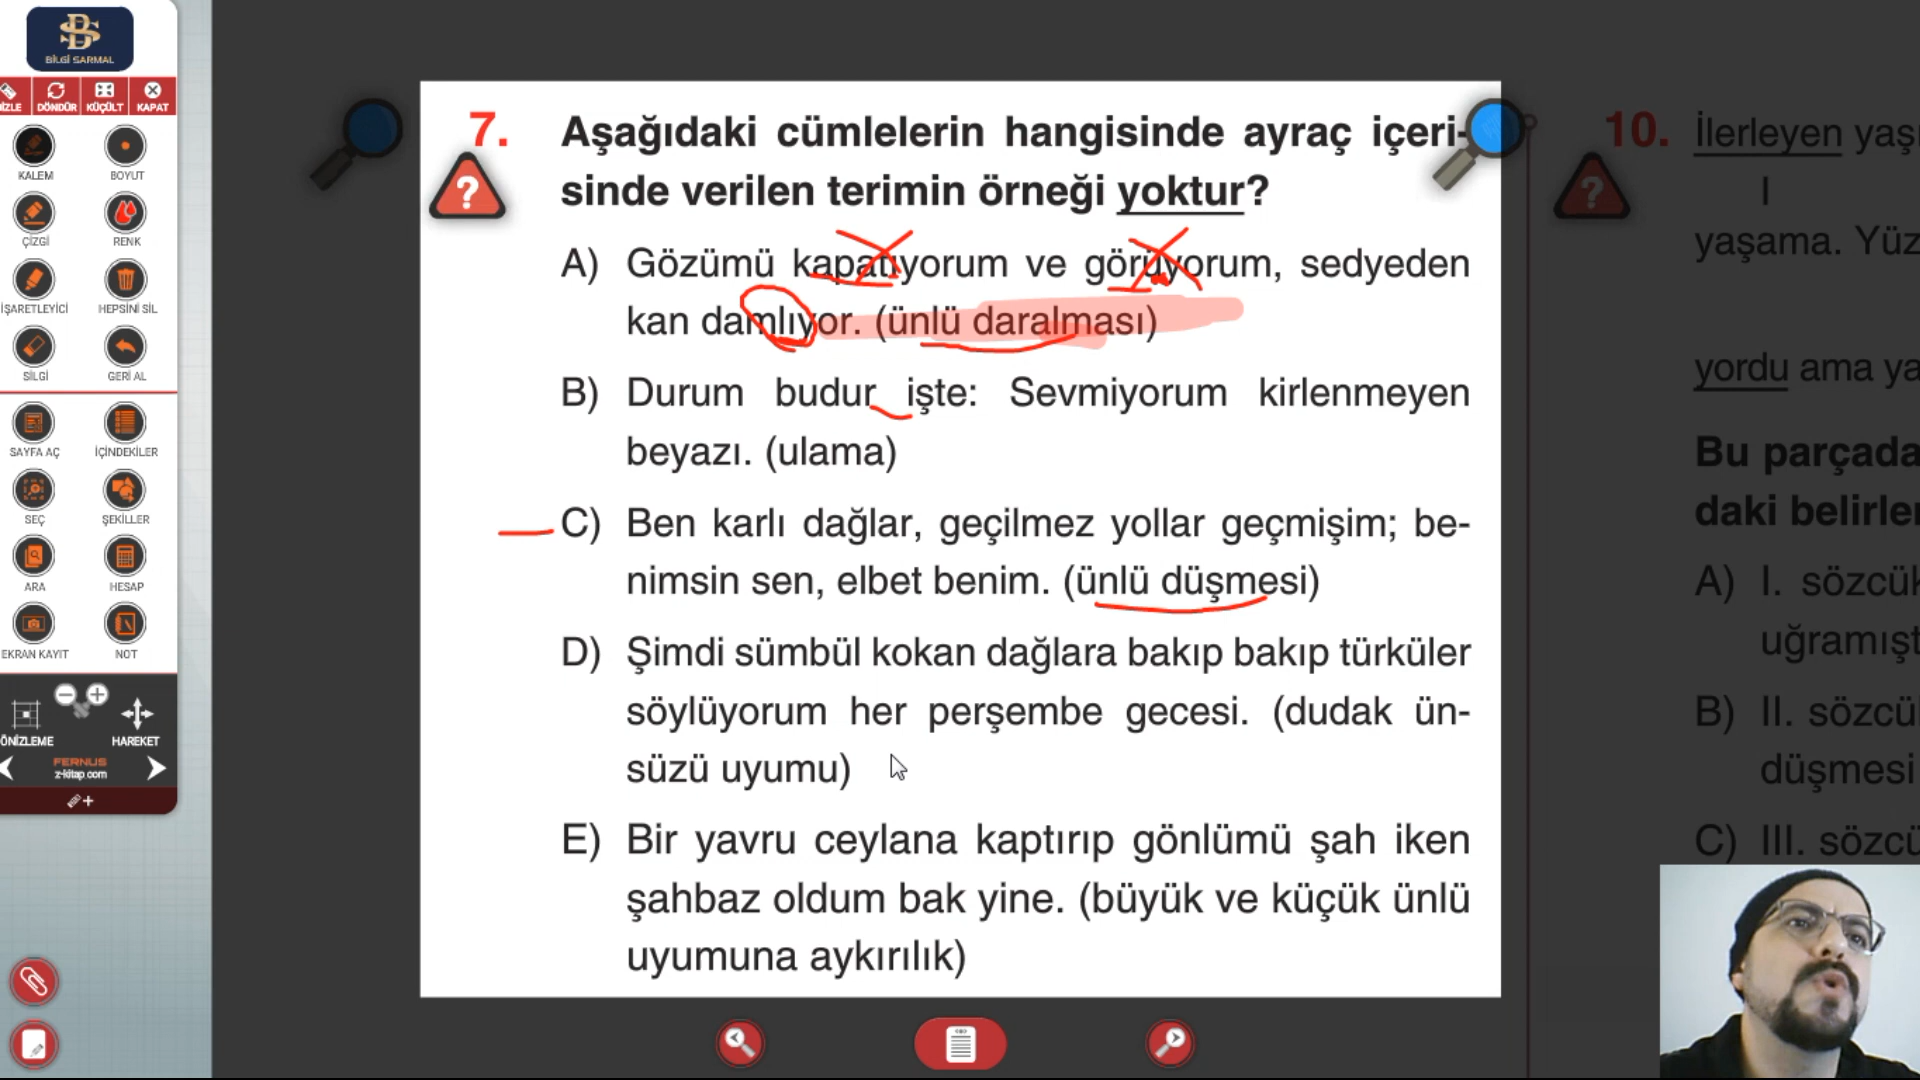 BİLGİ SARMAL
İZLE DÖNDÜR KÜÇÜLT KAPAT
KALEM BOYUT
ÇİZGİ RENK
İŞARETLEYİCİ HEPSİNİ SİL
SİLGİ GERİ AL
SAYFA AÇ İÇİNDEKİLER
SEÇ ŞEKİLLER
ARA HESAP
EKRAN KAYIT NOT
ÖNİZLEME HAREKET
FERNUS
z-kitap.com
7. Aşağıdaki cümlelerin hangisinde ayraç içeri-
sinde verilen terimin örneği yoktur?
A) Gözümü kapatıyorum ve görüyorum, sedyeden
kan damlıyor. (ünlü daralması)
B) Durum budur işte: Sevmiyorum kirlenmeyen
beyazı. (ulama)
C) Ben karlı dağlar, geçilmez yollar geçmişim; be-
nimsin sen, elbet benim. (ünlü düşmesi)
D) Şimdi sümbül kokan dağlara bakıp bakıp türküler
söylüyorum her perşembe gecesi. (dudak ün-
süzü uyumu)
E) Bir yavru ceylana kaptırıp gönlümü şah iken
şahbaz oldum bak yine. (büyük ve küçük ünlü
uyumuna aykırılık)
10. İlerleyen yaşı
I
yaşama. Yüz
yordu ama ya
Bu parçada
daki belirler
A) I. sözcük
uğramışt
B) II. sözcü
düşmesi
C) III. sözcü